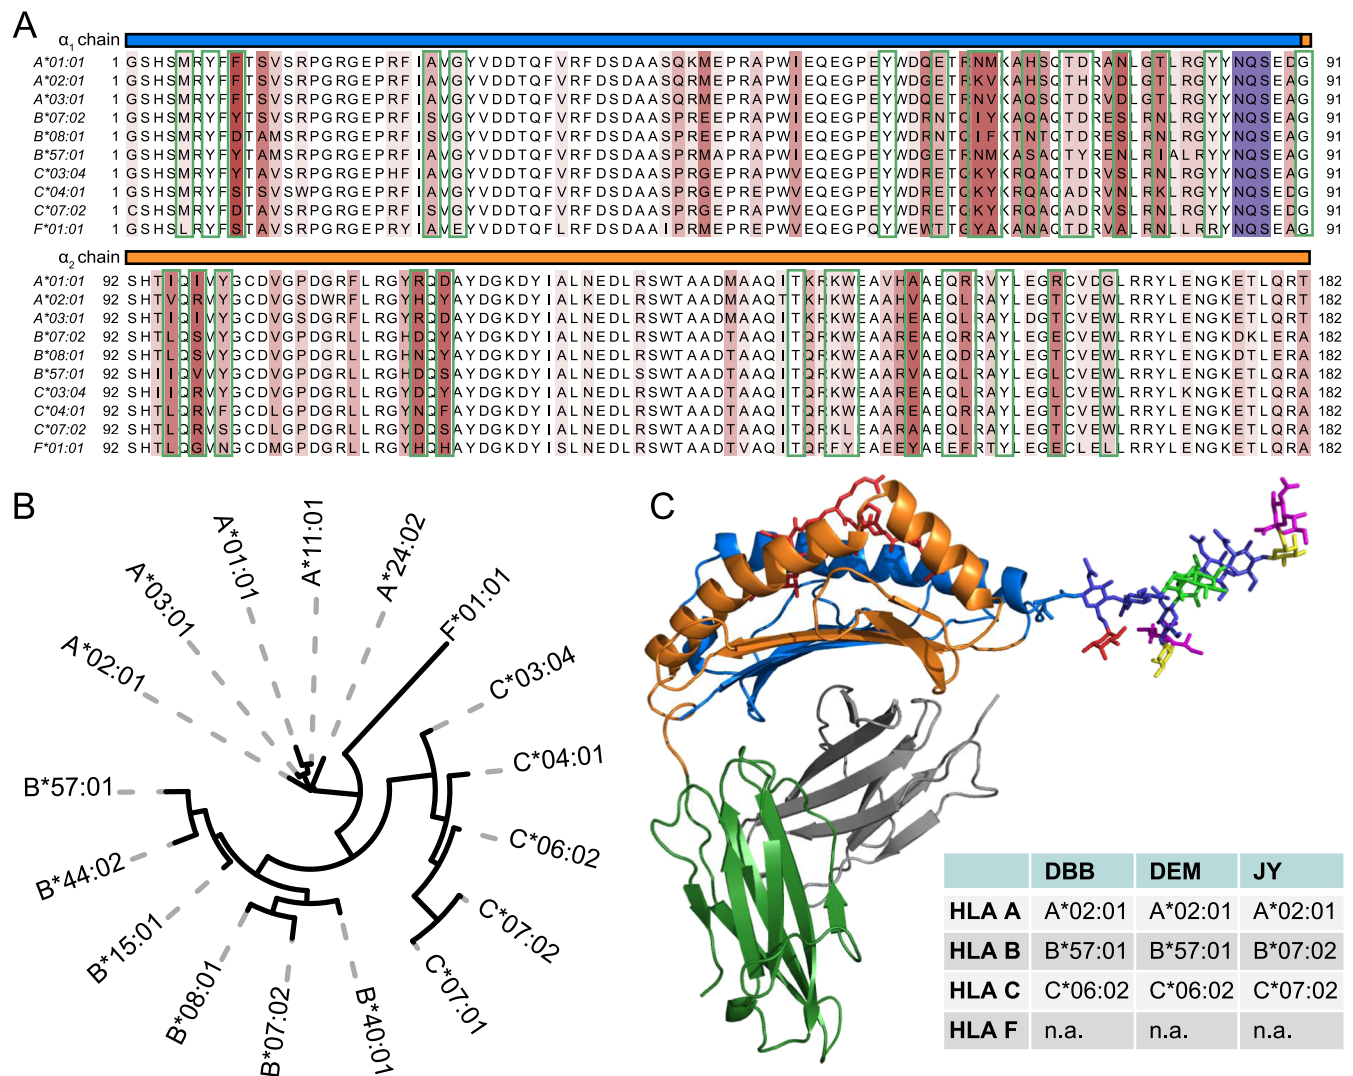 A
α1 chain
A*01:01 1 GSHSMRYFFTSVSRPGRGEPRFIAVGYVDDTQFVRFDSDAASQKMEPRAPWIEQEGPEYWDQETRNMKAHSQTDRANLGTLRGYYNQSEDG 91
A*02:01 1 GSHSMRYFFTSVSRPGRGEPRFIAVGYVDDTQFVRFDSDAASQRMEPRAPWIEQEGPEYWDGETRKVKAHSQTHRVDLGTLRGYYNQSEAG 91
A*03:01 1 GSHSMRYFFTSVSRPGRGEPRFIAVGYVDDTQFVRFDSDAASQRMEPRAPWIEQEGPEYWDQETRNVKAQSQTDRVDLGTLRGYYNQSEAG 91
B*07:02 1 GSHSMRYFYTSVSRPGRGEPRFISVGYVDDTQFVRFDSDAASPREEPRAPWIEQEGPEYWDRNTQIYKAQAQTDRESLRNLRGYYNQSEAG 91
B*08:01 1 GSHSMRYFDTAMSRPGRGEPRFISVGYVDDTQFVRFDSDAASPREEPRAPWIEQEGPEYWDRNTQIFKTNTQTDRESLRNLRGYYNQSEAG 91
B*57:01 1 GSHSMRYFYTAMSRPGRGEPRFIAVGYVDDTQFVRFDSDAASPRMAPRAPWIEQEGPEYWDGETRNMKASAQTYRENLRIALRYYNQSEAG 91
C*03:04 1 GSHSMRYFYTAVSRPGRGEPHFIAVGYVDDTQFVRFDSDAASPRGEPRAPWVEQEGPEYWDRETQKYKRQAQTDRVSLRNLRGYYNQSEAG 91
C*04:01 1 GSHSMRYFSTSVSWPGRGEPRFIAVGYVDDTQFVRFDSDAASPRGEPREPWVEQEGPEYWDRETQKYKRQAQADRVNLRKLRGYYNQSEDG 91
C*07:02 1 CSHSMRYFDTAVSRPGRGEPRFISVGYVDDTQFVRFDSDAASPRGEPRAPWVEQEGPEYWDRETQKYKRQAQADRVSLRNLRGYYNQSEDG 91
F*01:01 1 GSHSLRYFSTAVSRPGRGEPRYIAVEYVDDTQFLRFDSDAAIPRMEPREPWVEQEGPQYWEWTTGYAKANAQTDRVALRNLLRRYNQSEAG 91
α2 chain
A*01:01 92 SHTIQIMYGCDVGPDGRFLRGYRQDAYDGKDYIALNEDLRSWTAADMAAQITKRKWEAVHAAEQRRVYLEGRCVDGLRRYLENGKETLQRT 182
A*02:01 92 SHTVQRMYGCDVGSDWRFLRGYHQYAYDGKDYIALKEDLRSWTAADMAAQTTKHKWEAAHVAEQLRAYLEGTCVEWLRRYLENGKETLQRT 182
A*03:01 92 SHTIQIMYGCDVGSDGRFLRGYRQDAYDGKDYIALNEDLRSWTAADMAAQITKRKWEAAHEAEQLRAYLDGTCVEWLRRYLENGKETLQRT 182
B*07:02 92 SHTLQSMYGCDVGPDGRLLRGHDQYAYDGKDYIALNEDLRSWTAADTAAQITQRKWEAAREAEQRRAYLEGECVEWLRRYLENGKDKLERA 182
B*08:01 92 SHTLQSMYGCDVGPDGRLLRGHNQYAYDGKDYIALNEDLRSWTAADTAAQITQRKWEAARVAEQDRAYLEGTCVEWLRRYLENGKDTLERA 182
B*57:01 92 SHIIQVMYGCDVGPDGRLLRGHDQSAYDGKDYIALNEDLSSWTAADTAAQITQRKWEAARVAEQLRAYLEGLCVEWLRRYLENGKETLQRA 182
C*03:04 92 SHIIQRMYGCDVGPDGRLLRGYDQYAYDGKDYIALNEDLRSWTAADTAAQITQRKWEAAREAEQLRAYLEGLCVEWLRRYLKNGKETLQRA 182
C*04:01 92 SHTLQRMFGCDLGPDGRLLRGYNQFAYDGKDYIALNEDLRSWTAADTAAQITQRKWEAAREAEQRRAYLEGTCVEWLRRYLENGKETLQRA 182
C*07:02 92 SHTLQRMSGCDLGPDGRLLRGYDQSAYDGKDYIALNEDLRSWTAADTAAQITQRKLEAARAAEQLRAYLEGTCVEWLRRYLENGKETLQRA 182
F*01:01 92 SHTLQGMNGCDMGPDGRLLRGYHQHAYDGKDYISLNEDLRSWTAADTVAQITQRFYEAEEYAEEFRTYLEGECLELLRRYLENGKETLQRA 182
B
A*02:01
A*03:01
A*01:01
A*11:01
A*24:02
F*01:01
C*03:04
C*04:01
C*06:02
C*07:02
C*07:01
B*40:01
B*07:02
B*08:01
B*15:01
B*44:02
B*57:01
C
DBB DEM JY
HLA A A*02:01 A*02:01 A*02:01
HLA B B*57:01 B*57:01 B*07:02
HLA C C*06:02 C*06:02 C*07:02
HLA F n.a. n.a. n.a.